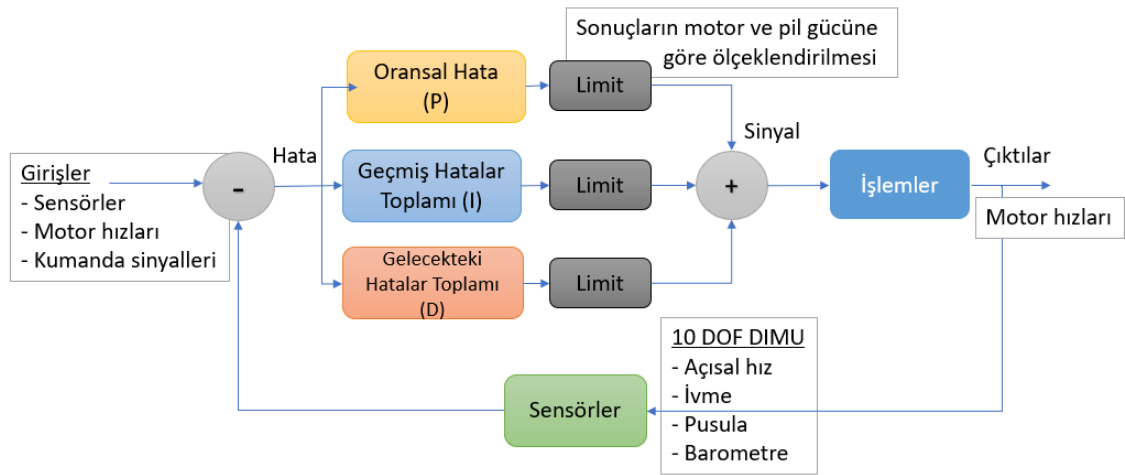 Sonuçların motor ve pil gücüne
göre ölçeklendirilmesi
Oransal Hata
(P)
Limit
Sinyal
Girişler
- Sensörler
- Motor hızları
- Kumanda sinyalleri
-
Hata
Geçmiş Hatalar
Toplamı (I)
Limit
+
İşlemler
Çıktılar
Motor hızları
Gelecekteki
Hatalar Toplamı
(D)
Limit
10 DOF DIMU
- Açısal hız
- İvme
- Pusula
- Barometre
Sensörler